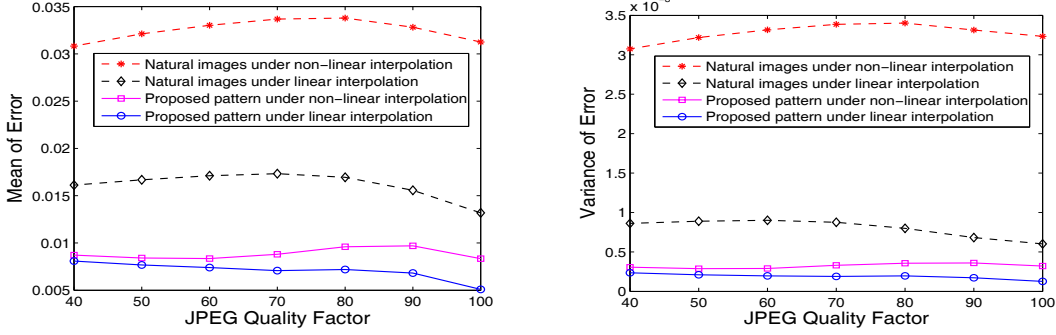 0.035
0.03
0.025
0.02
0.015
0.01
0.005
40 50 60 70 80 90 100
Mean of Error
JPEG Quality Factor
Natural images under non−linear interpolation
Natural images under linear interpolation
Proposed pattern under non−linear interpolation
Proposed pattern under linear interpolation
3.5
3
2.5
2
1.5
1
0.5
0
40 50 60 70 80 90 100
Variance of Error
JPEG Quality Factor
Natural images under non−linear interpolation
Natural images under linear interpolation
Proposed pattern under non−linear interpolation
Proposed pattern under linear interpolation